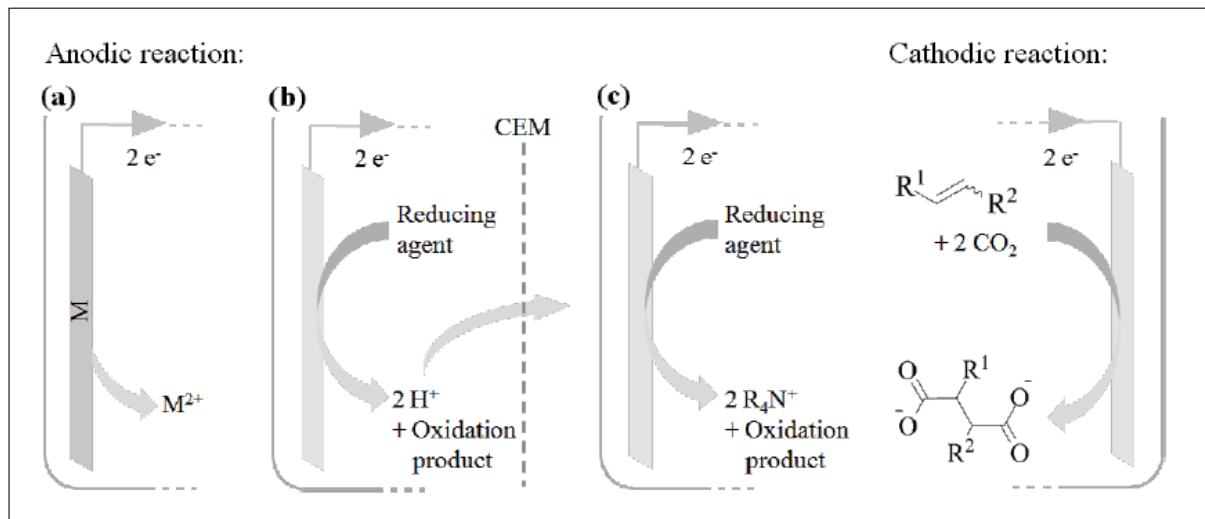 Anodic reaction:
Cathodic reaction:
(a)
2 e-
M
M2+
(b)
2 e-
CEM
Reducing
agent
2 H+
+ Oxidation
product
(c)
2 e-
Reducing
agent
2 R4N+
+ Oxidation
product
2 e-
R1
R2
+ 2 CO2
O
R1
O-
-O
R2
O